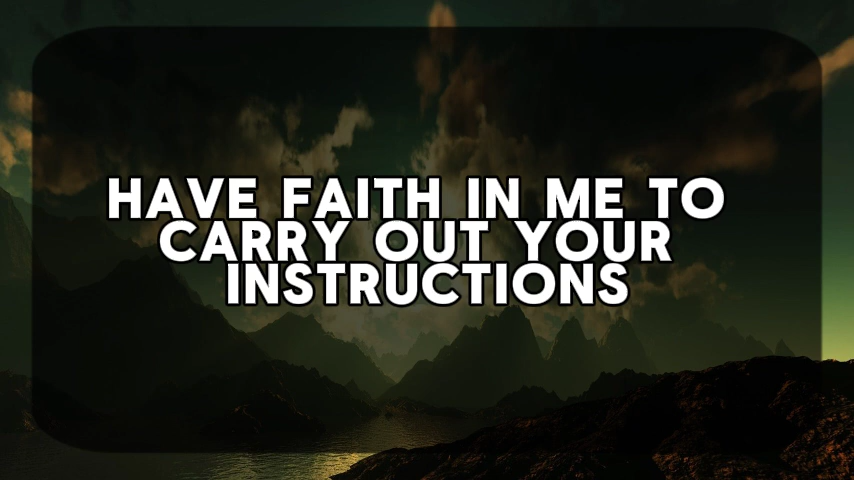 HAVE FAITH IN ME TO
CARRY OUT YOUR
INSTRUCTIONS